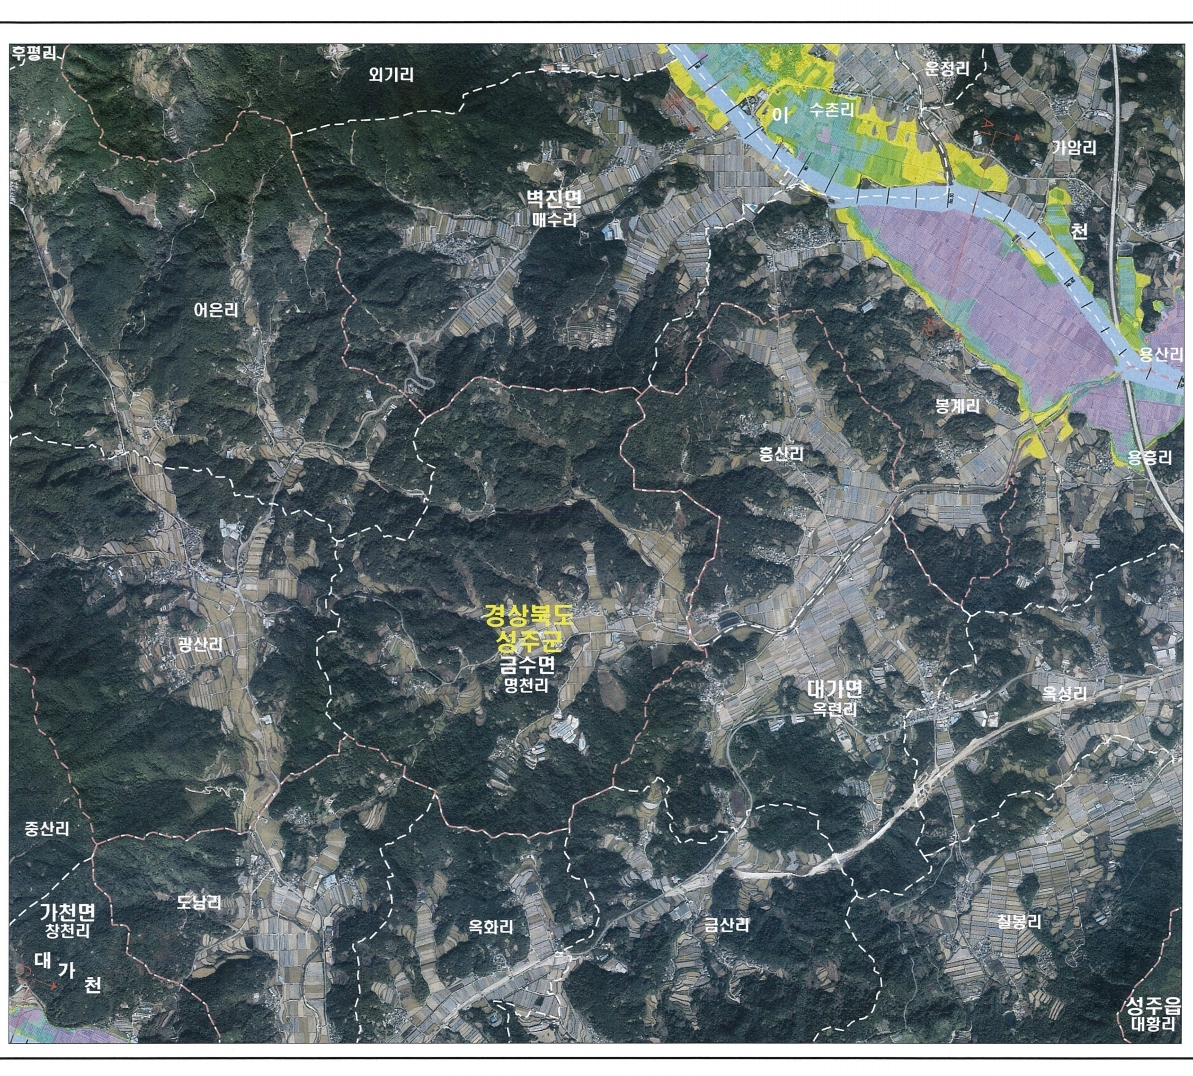 후평리
외기리
운정리
이
수촌리
가암리
벽진면
매수리
천
어은리
용산리
봉계리
흥산리
용흥리
경상북도
성주군
금수면
명천리
광산리
대가면
옥련리
옥성리
중산리
가천면
창천리
도남리
옥화리
금산리
칠봉리
대
가
천
성주읍
대황리